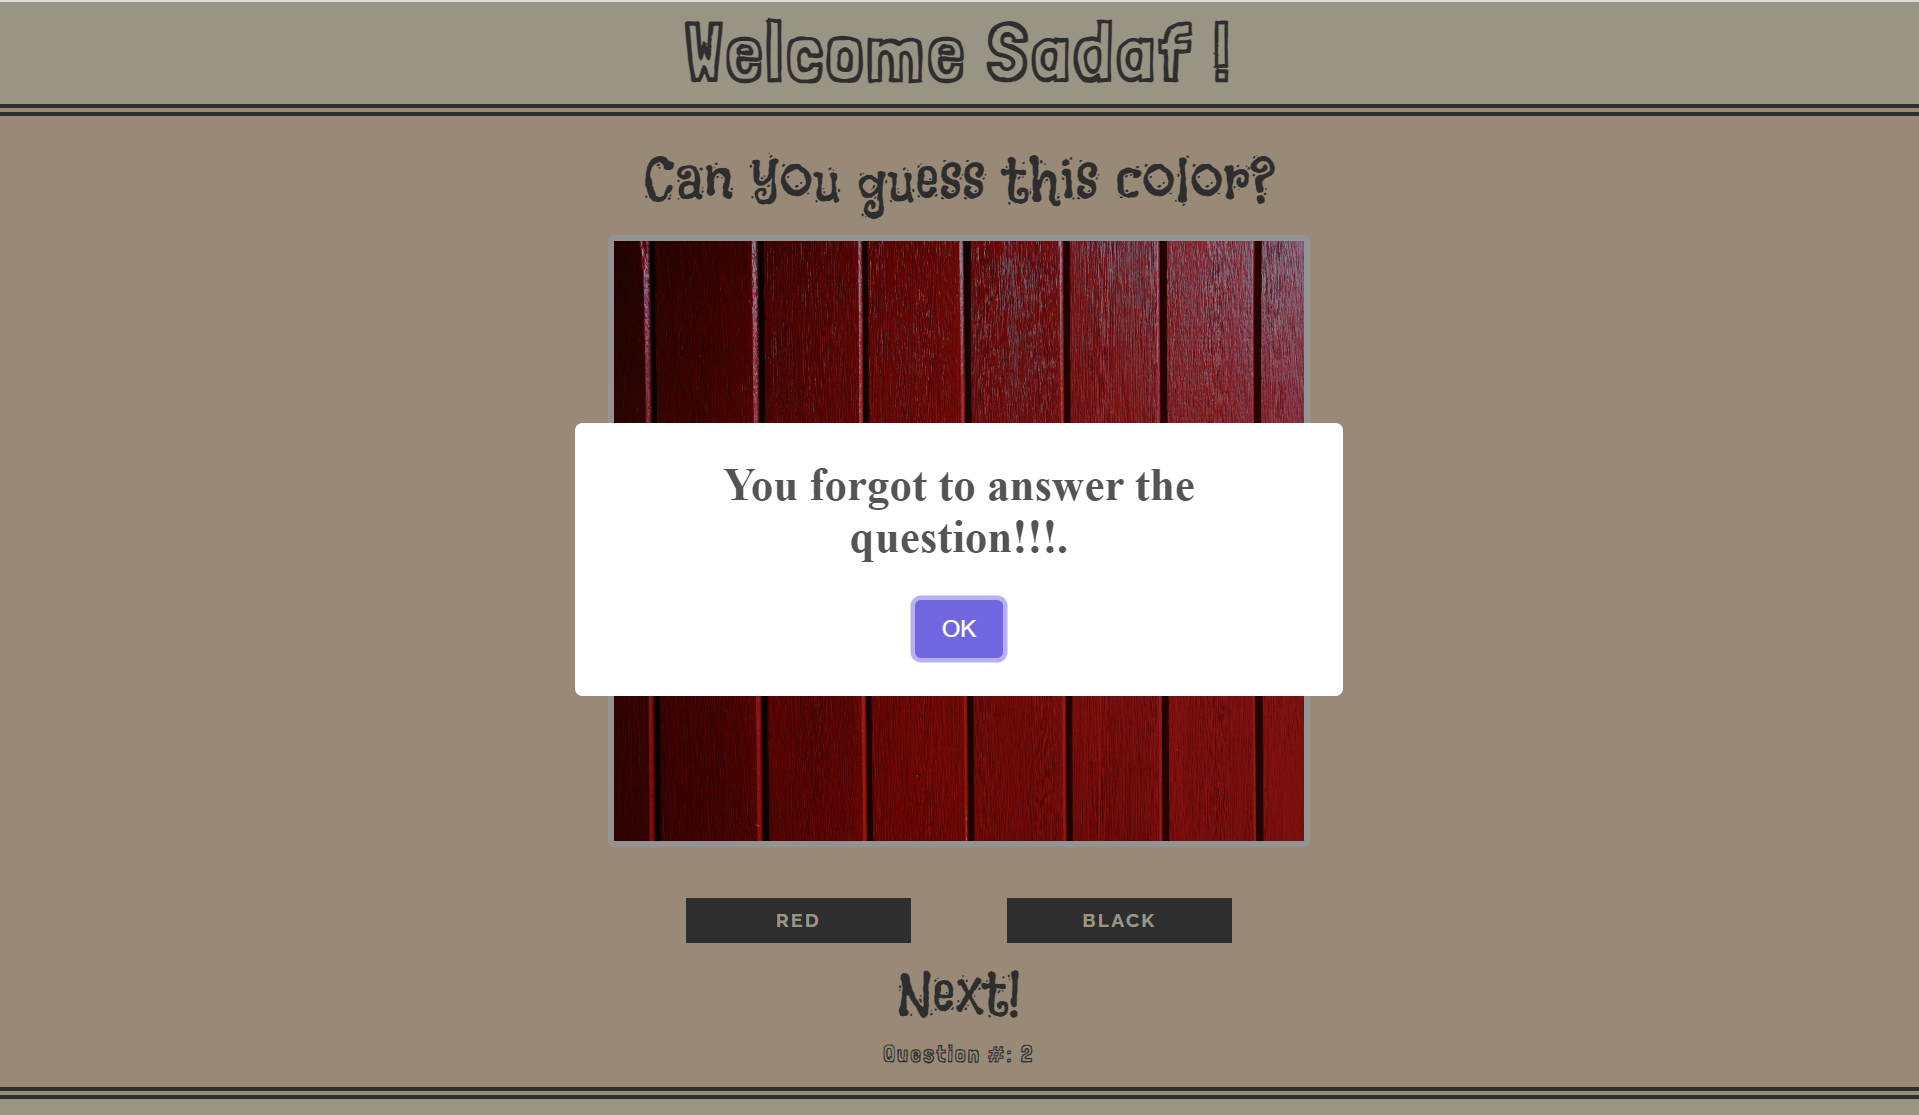 Welcome Sadaf !
Can you guess this color?
You forgot to answer the
question!!!.
OK
RED
BLACK
Next!
Question #: 2